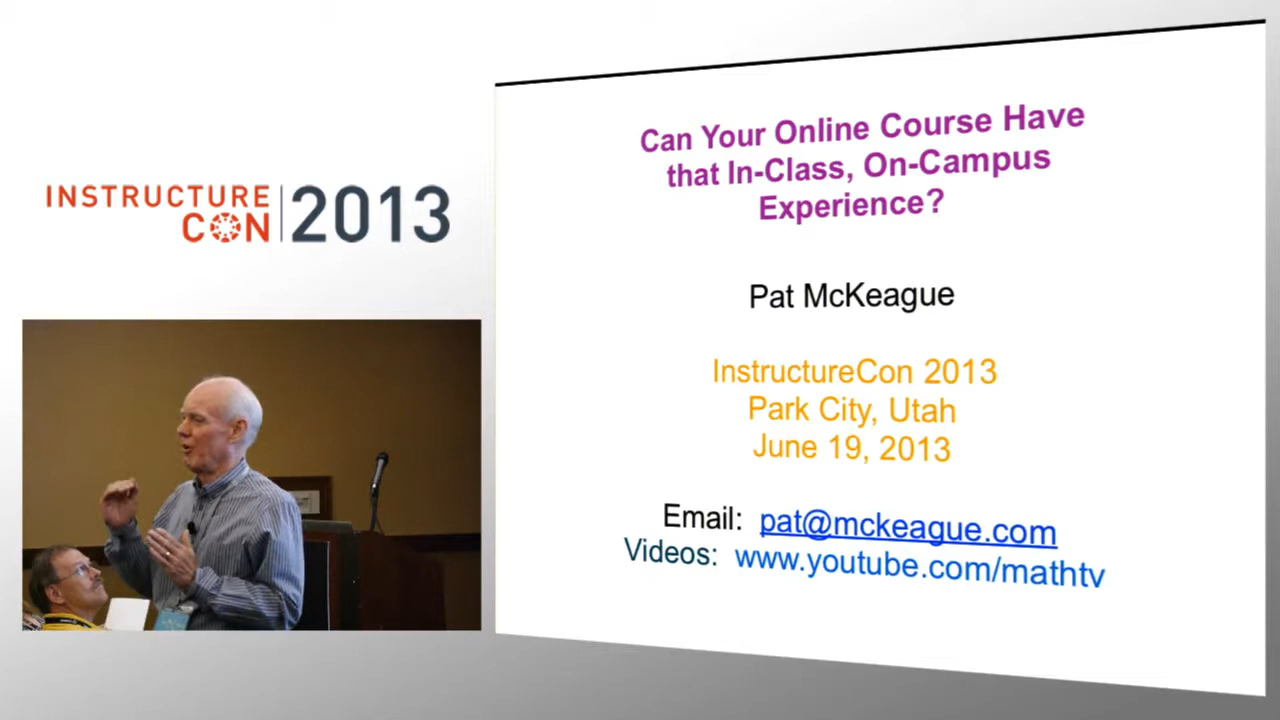 INSTRUCTURE
CON 2013
Can Your Online Course Have
that In-Class, On-Campus
Experience?
Pat McKeague
InstructureCon 2013
Park City, Utah
June 19, 2013
Email: pat@mckeague.com
Videos: www.youtube.com/mathtv